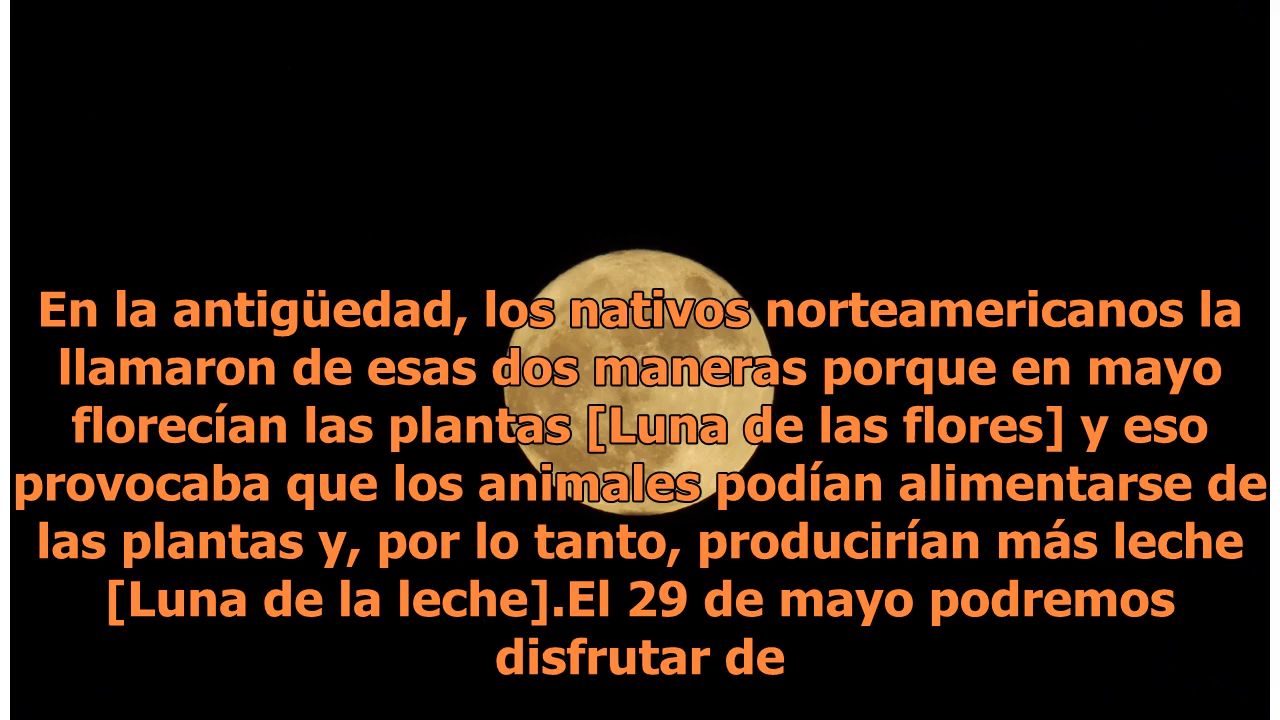 En la antigüedad, los nativos norteamericanos la
llamaron de esas dos maneras porque en mayo
florecían las plantas [Luna de las flores] y eso
provocaba que los animales podían alimentarse de
las plantas y, por lo tanto, producirían más leche
[Luna de la leche].El 29 de mayo podremos
disfrutar de